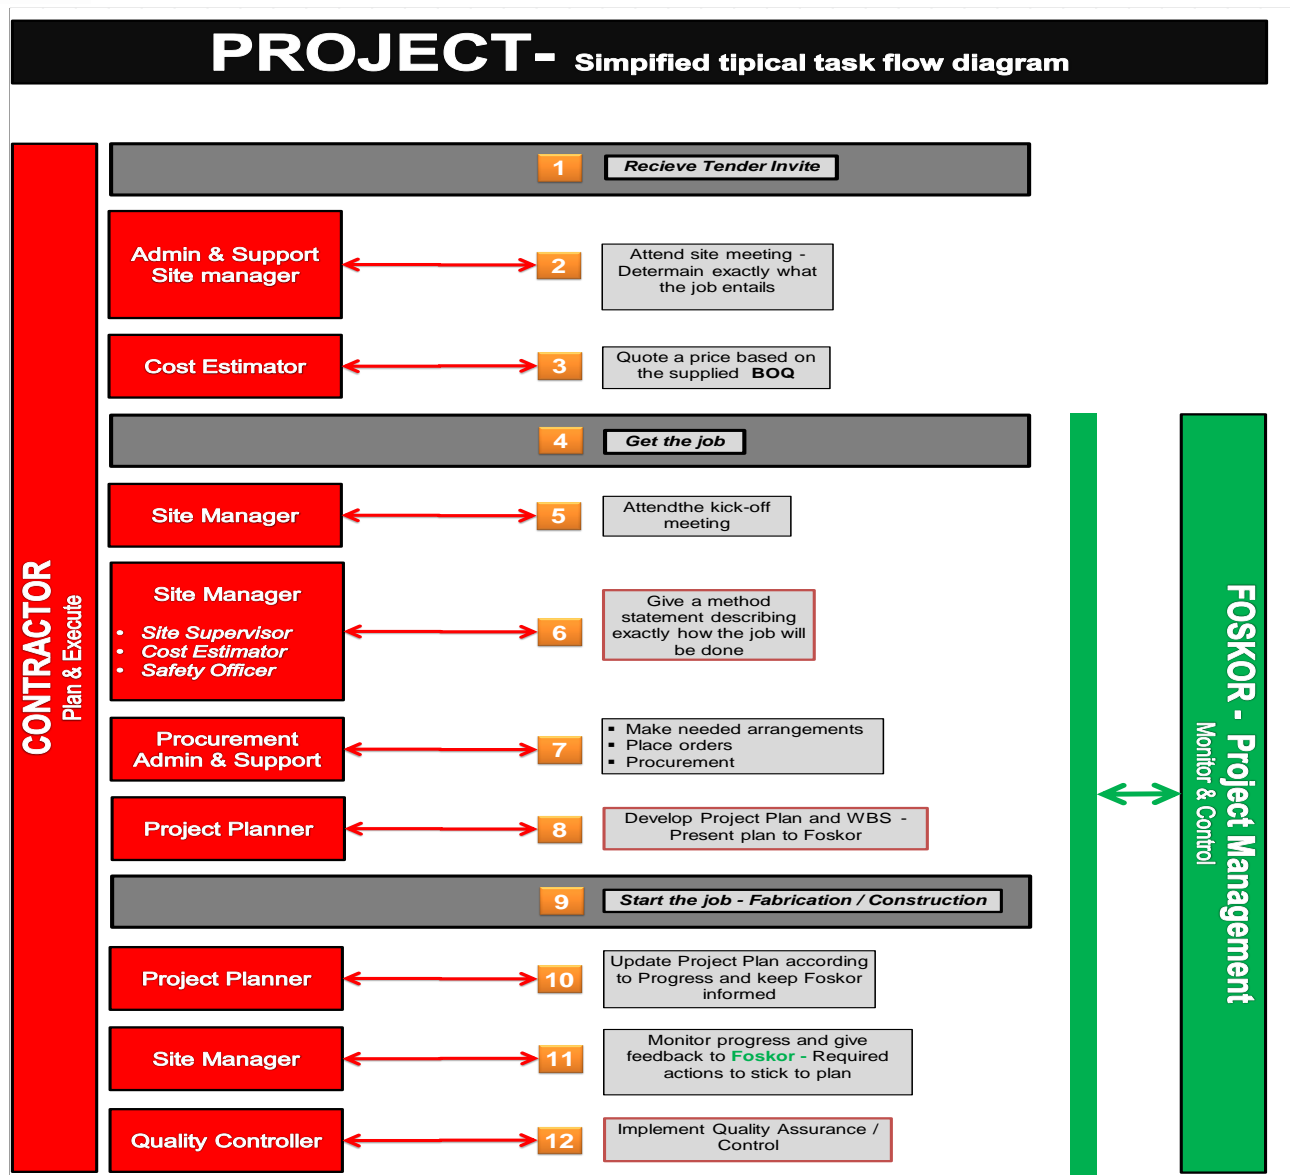 PROJECT- Simpified tipical task flow diagram
CONTRACTOR
Plan & Execute
1
Recieve Tender Invite
Admin & Support
Site manager
2
Attend site meeting -
Determain exactly what
the job entails
Cost Estimator
3
Quote a price based on
the supplied BOQ
4
Get the job
Site Manager
5
Attendthe kick-off
meeting
Site Manager
• Site Supervisor
• Cost Estimator
• Safety Officer
6
Give a method
statement describing
exactly how the job will
be done
Procurement
Admin & Support
7
▪ Make needed arrangements
▪ Place orders
▪ Procurement
Project Planner
8
Develop Project Plan and WBS -
Present plan to Foskor
9
Start the job - Fabrication / Construction
Project Planner
10
Update Project Plan according
to Progress and keep Foskor
informed
Site Manager
11
Monitor progress and give
feedback to Foskor - Required
actions to stick to plan
Quality Controller
12
Implement Quality Assurance /
Control
FOSKOR - Project Management
Monitor & Control